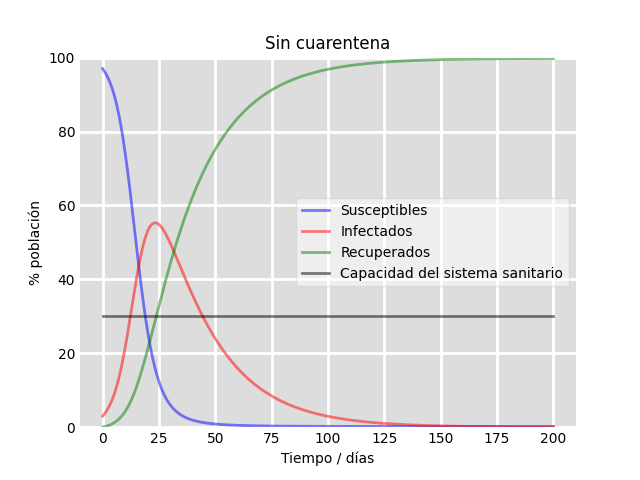 Sin cuarentena
% población
100
80
60
40
20
0
Susceptibles
Infectados
Recuperados
Capacidad del sistema sanitario
0 25 50 75 100 125 150 175 200
Tiempo / días